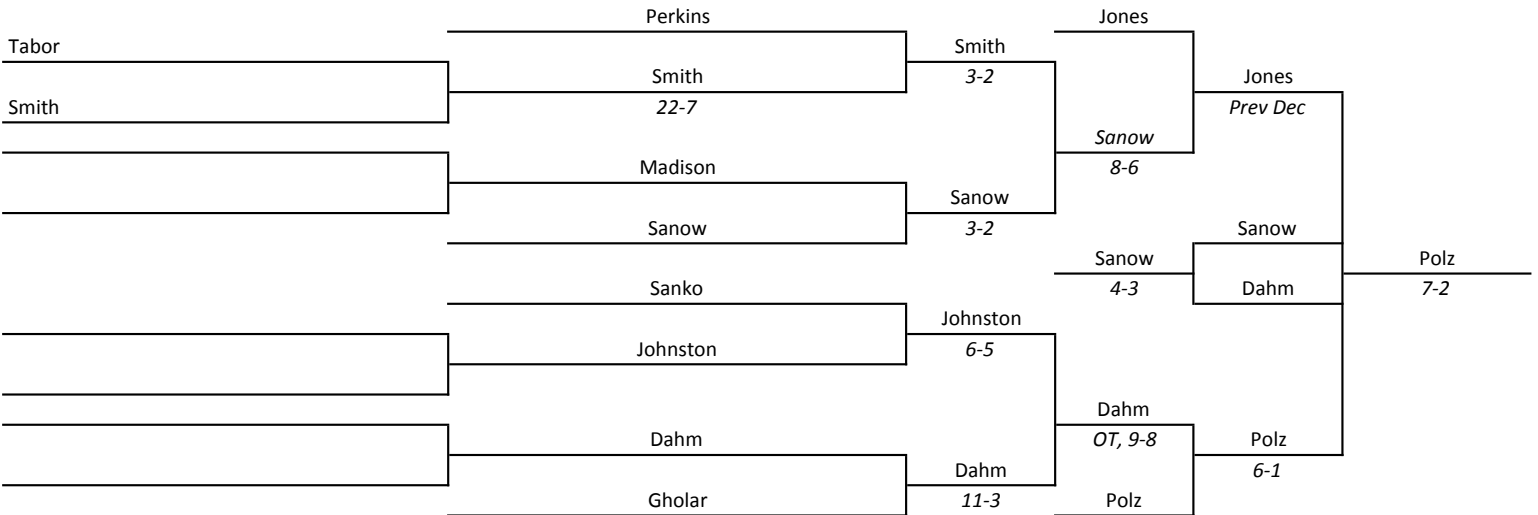 Perkins
Jones
Tabor
Smith
3-2
Smith
22-7
Jones
Prev Dec
Smith
Sanow
8-6
Madison
Sanow
3-2
Sanow
Sanow
Sanow
4-3
Dahm
Polz
7-2
Sanko
Johnston
6-5
Johnston
Dahm
OT, 9-8
Dahm
Polz
6-1
Dahm
11-3
Gholar
Polz